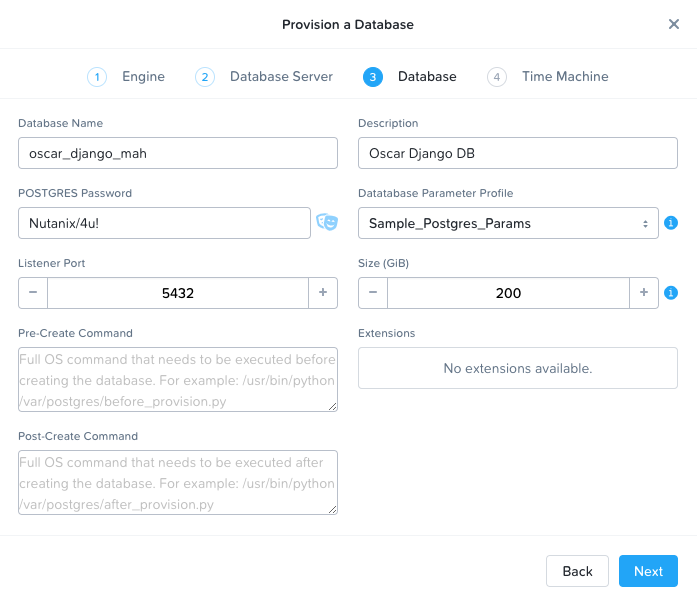 Provision a Database
1 Engine 2 Database Server 3 Database 4 Time Machine
Database Name
oscar_django_mah
Description
Oscar Django DB
POSTGRES Password
Nutanix/4u!
Datatabase Parameter Profile
Sample_Postgres_Params
Listener Port
− 5432 +
Size (GiB)
− 200 +
Pre-Create Command
Full OS command that needs to be executed before
creating the database. For example: /usr/bin/python
/var/postgres/before_provision.py
Extensions
No extensions available.
Post-Create Command
Full OS command that needs to be executed after
creating the database. For example: /usr/bin/python
/var/postgres/after_provision.py
Back
Next